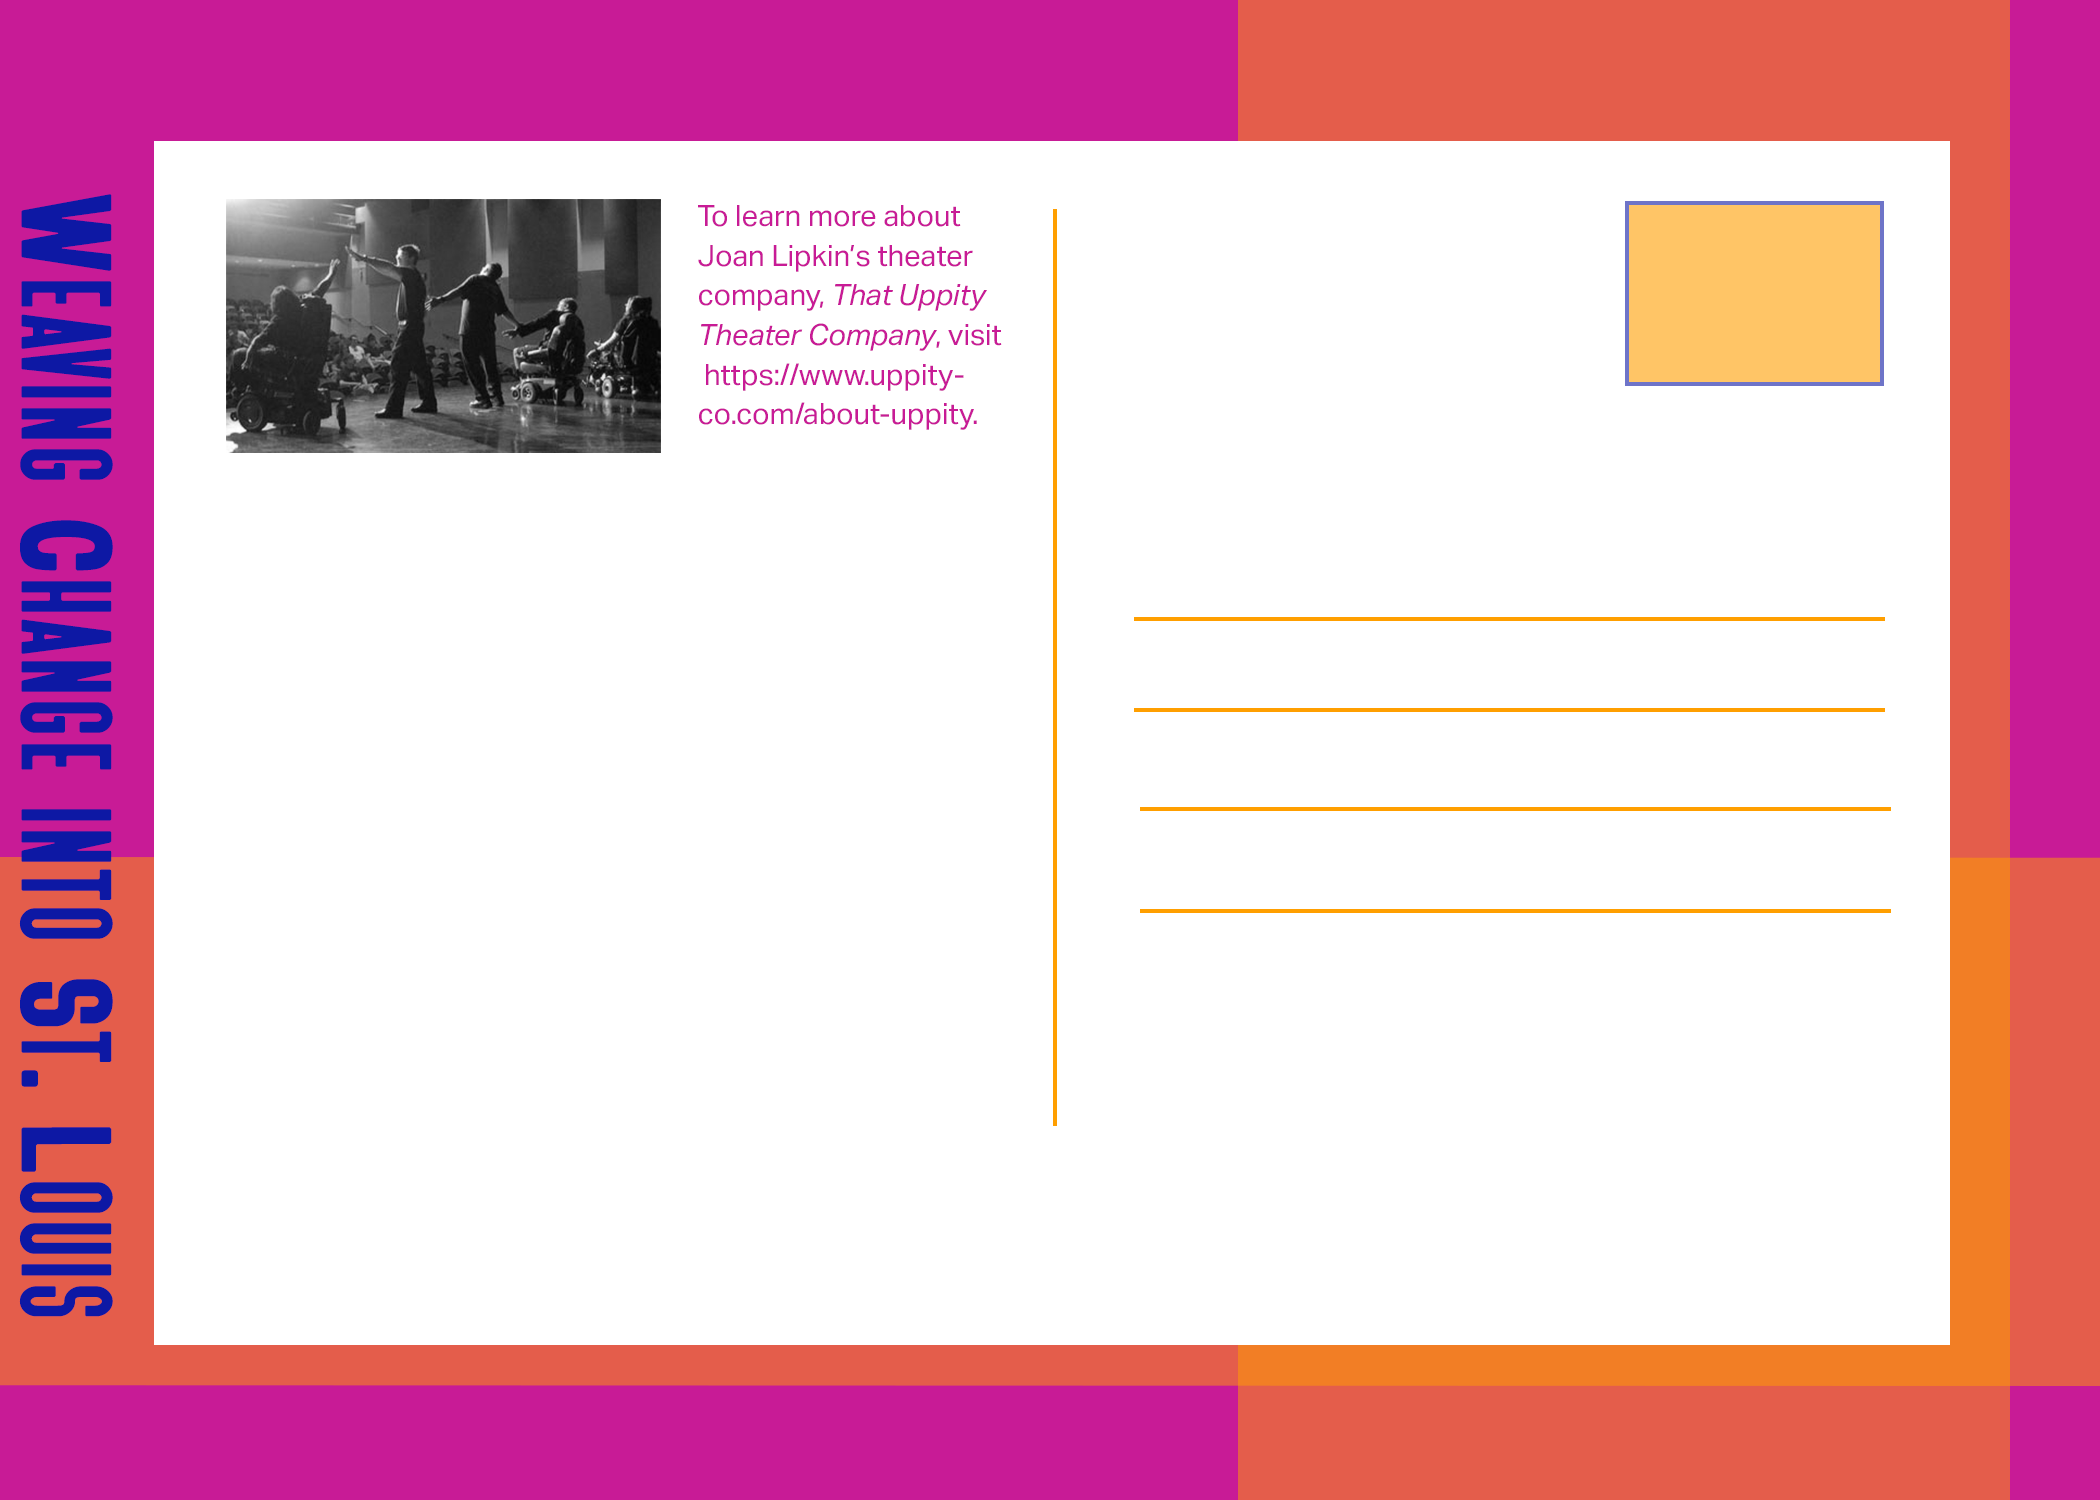 WEAVING CHANGE INTO ST. LOUIS
To learn more about
Joan Lipkin’s theater
company, That Uppity
Theater Company, visit
https://www.uppity-
co.com/about-uppity.